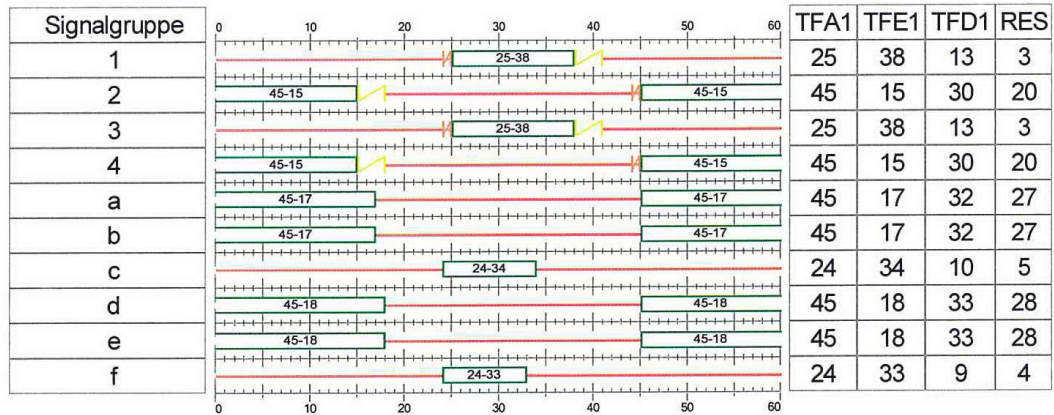 Signalgruppe 0 10 20 30 40 50 60 TFA1 TFE1 TFD1 RES
1 25-38 25 38 13 3
2 45-15 45-15 45 15 30 20
3 25-38 25 38 13 3
4 45-15 45-15 45 15 30 20
a 45-17 45-17 45 17 32 27
b 45-17 45-17 45 17 32 27
c 24-34 24 34 10 5
d 45-18 45-18 45 18 33 28
e 45-18 45-18 45 18 33 28
f 24-33 24 33 9 4
0 10 20 30 40 50 60